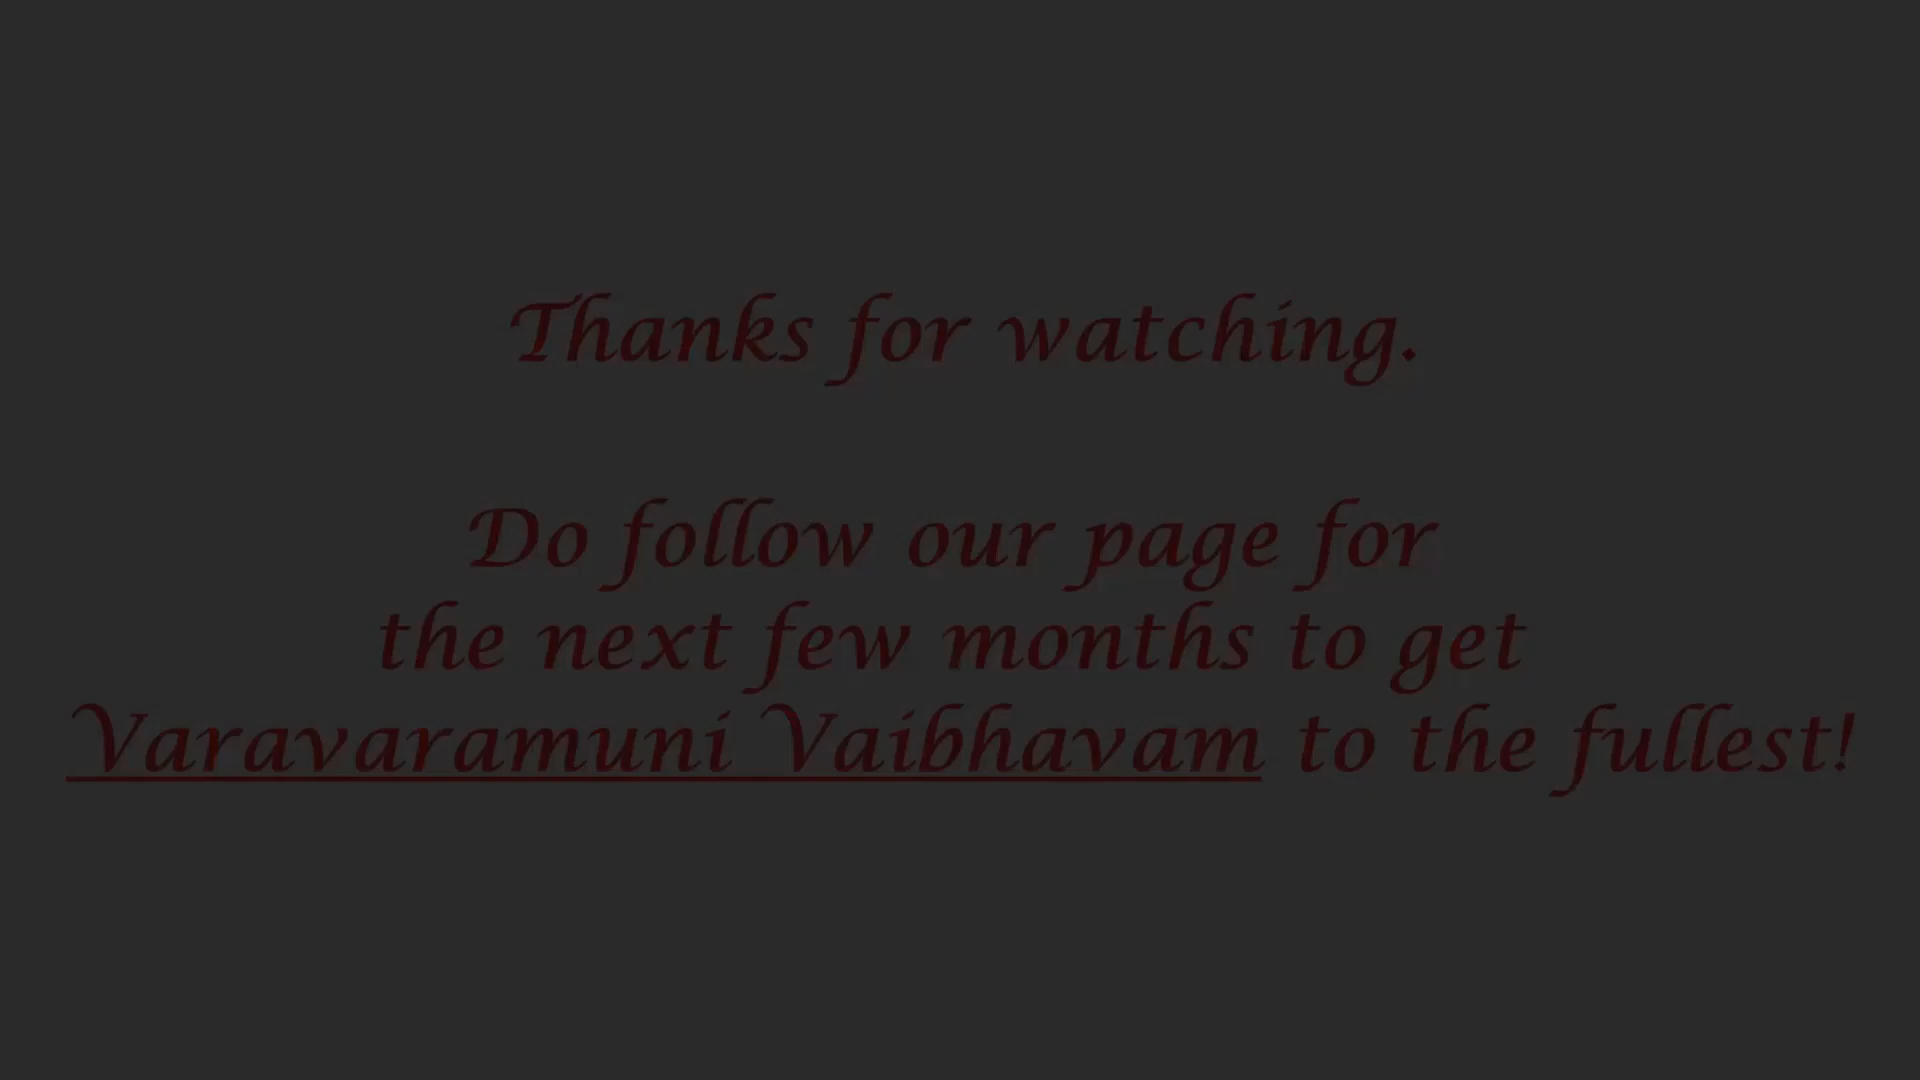 Thanks for watching.
Do follow our page for
the next few months to get
Varavaramuni Vaibhavam to the fullest!